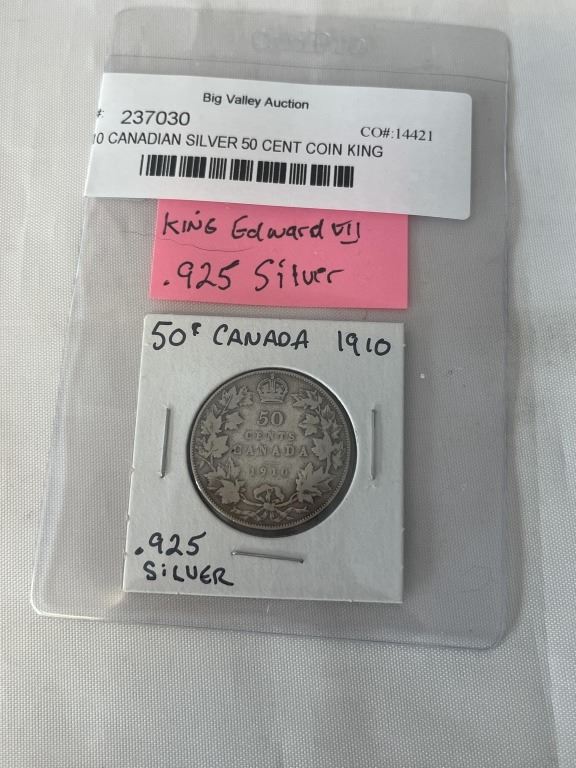 Big Valley Auction
#: 237030 CO#:14421
10 CANADIAN SILVER 50 CENT COIN KING
KING Edward VII
.925 Silver
50¢ CANADA 1910
50
CENTS
CANADA
1910
.925
SILVER